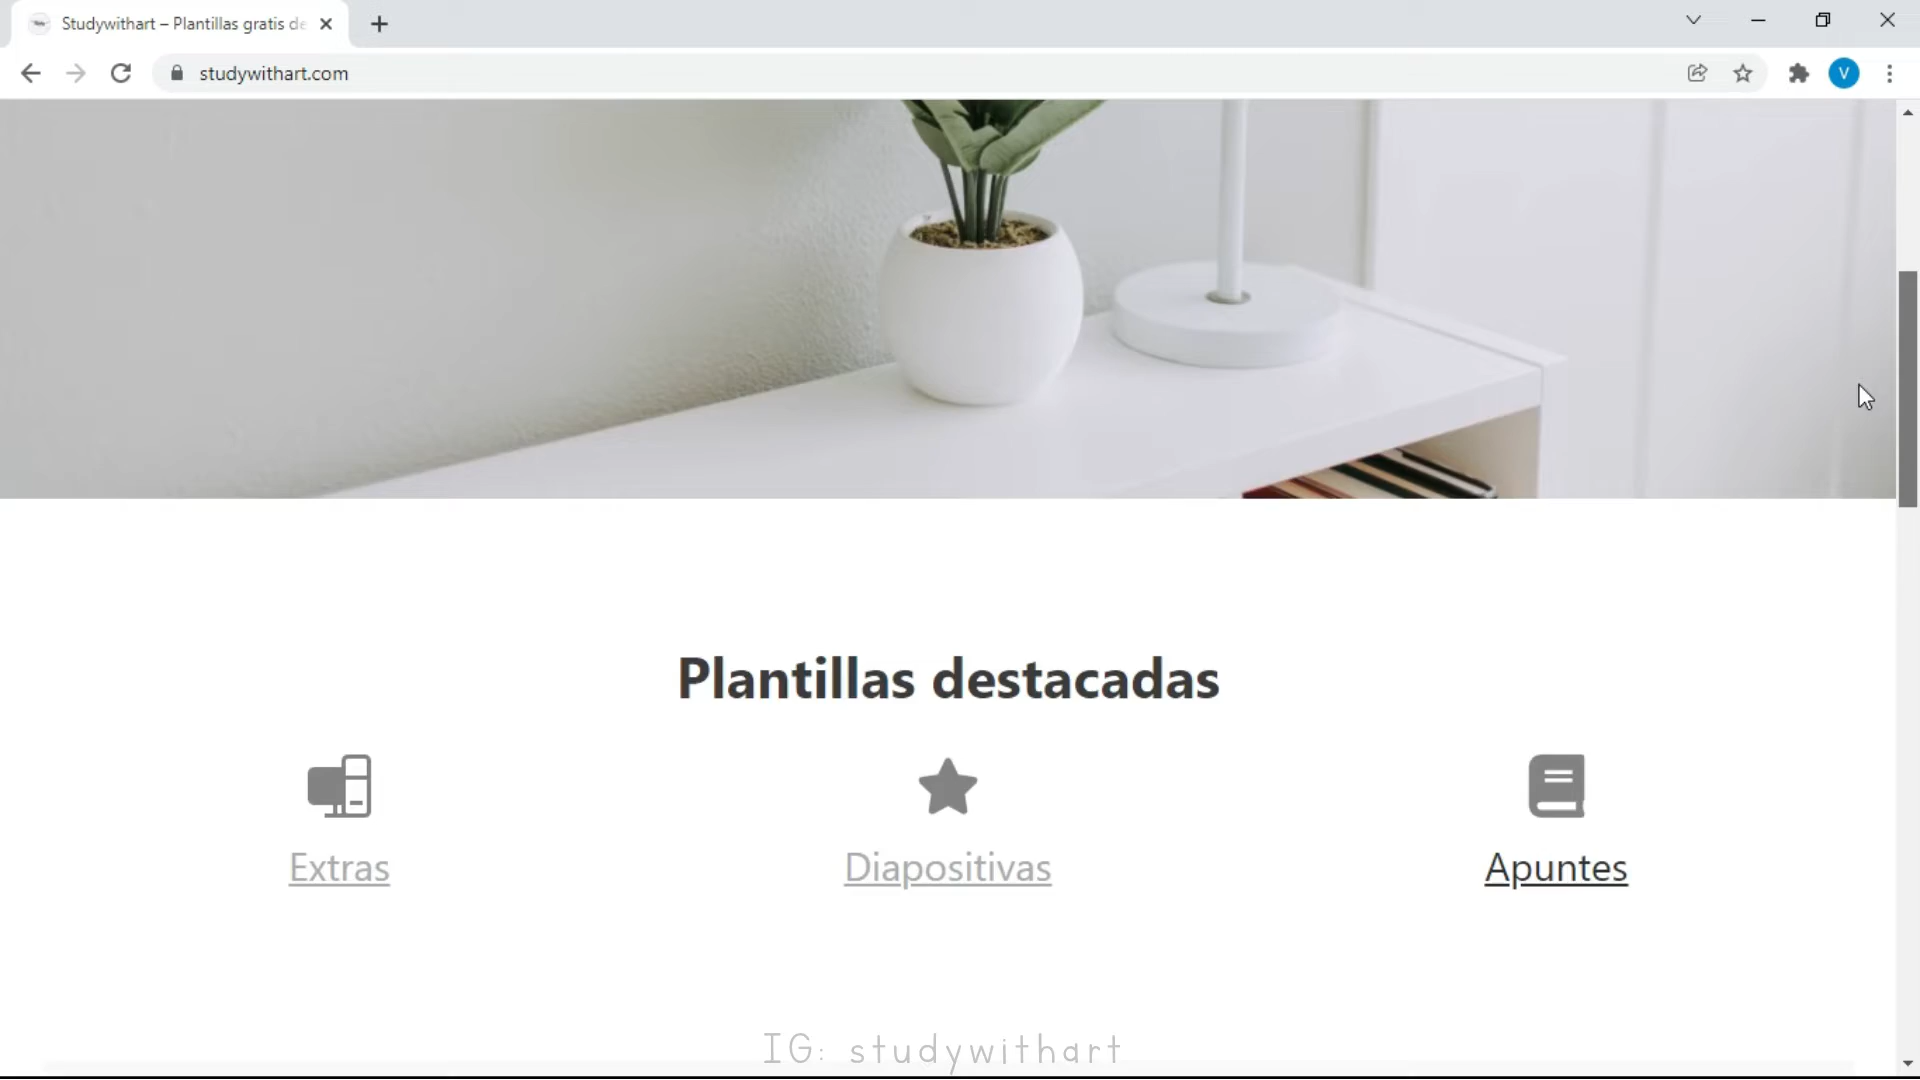 Studywithart – Plantillas gratis de
studywithart.com
V
Plantillas destacadas
Extras
Diapositivas
Apuntes
IG: studywithart